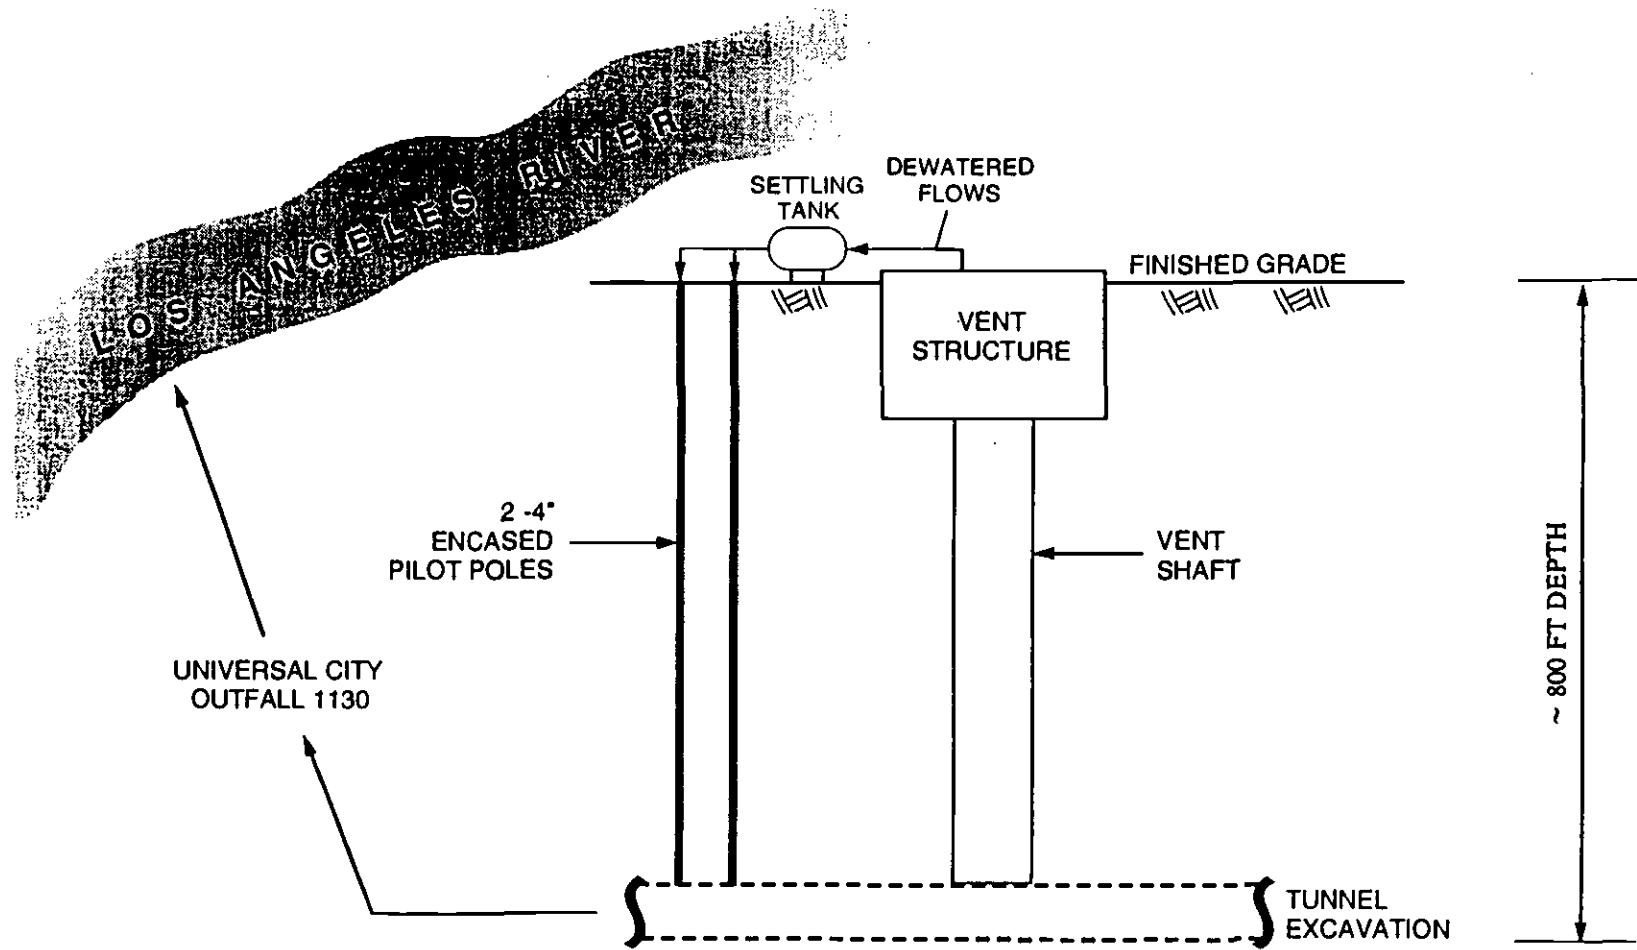 LOS ANGELES RIVER
SETTLING
TANK
DEWATERED
FLOWS
FINISHED GRADE
VENT
STRUCTURE
2 -4"
ENCASED
PILOT POLES
VENT
SHAFT
~ 800 FT DEPTH
UNIVERSAL CITY
OUTFALL 1130
TUNNEL
EXCAVATION